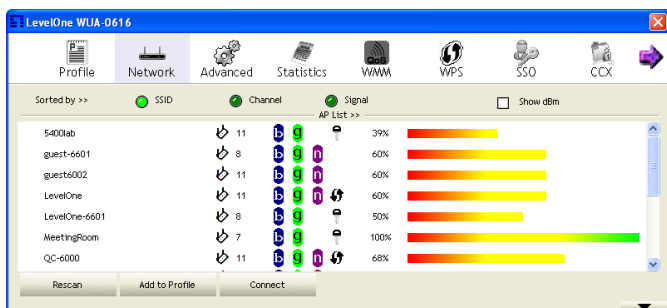 LevelOne WUA-0616
Profile Network Advanced Statistics QoS WMM WPS SSO CCX
Sorted by >> SSID Channel Signal Show dBm
AP List >>
5400lab 11 b g 39%
guest-6601 8 b g n 60%
guest6002 11 b g n 60%
LevelOne 11 b g n 60%
LevelOne-6601 8 b g 50%
MeetingRoom 7 b g 100%
QC-6000 11 b g n 68%
Rescan Add to Profile Connect